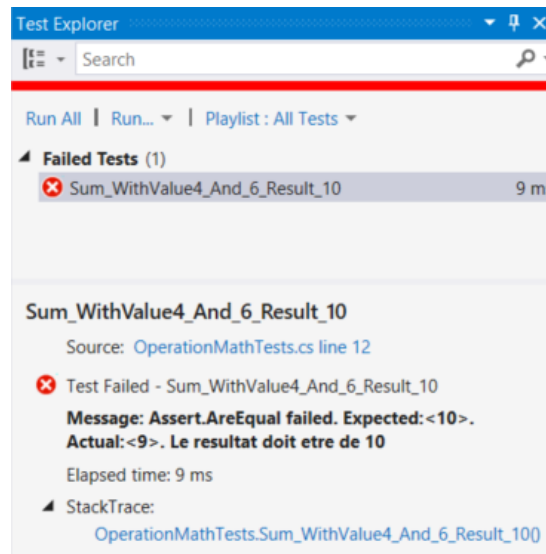 Test Explorer
Search
Run All | Run... | Playlist : All Tests
Failed Tests (1)
Sum_WithValue4_And_6_Result_10 9 m
Sum_WithValue4_And_6_Result_10
Source: OperationMathTests.cs line 12
Test Failed - Sum_WithValue4_And_6_Result_10
Message: Assert.AreEqual failed. Expected:<10>.
Actual:<9>. Le resultat doit etre de 10
Elapsed time: 9 ms
StackTrace:
OperationMathTests.Sum_WithValue4_And_6_Result_10()